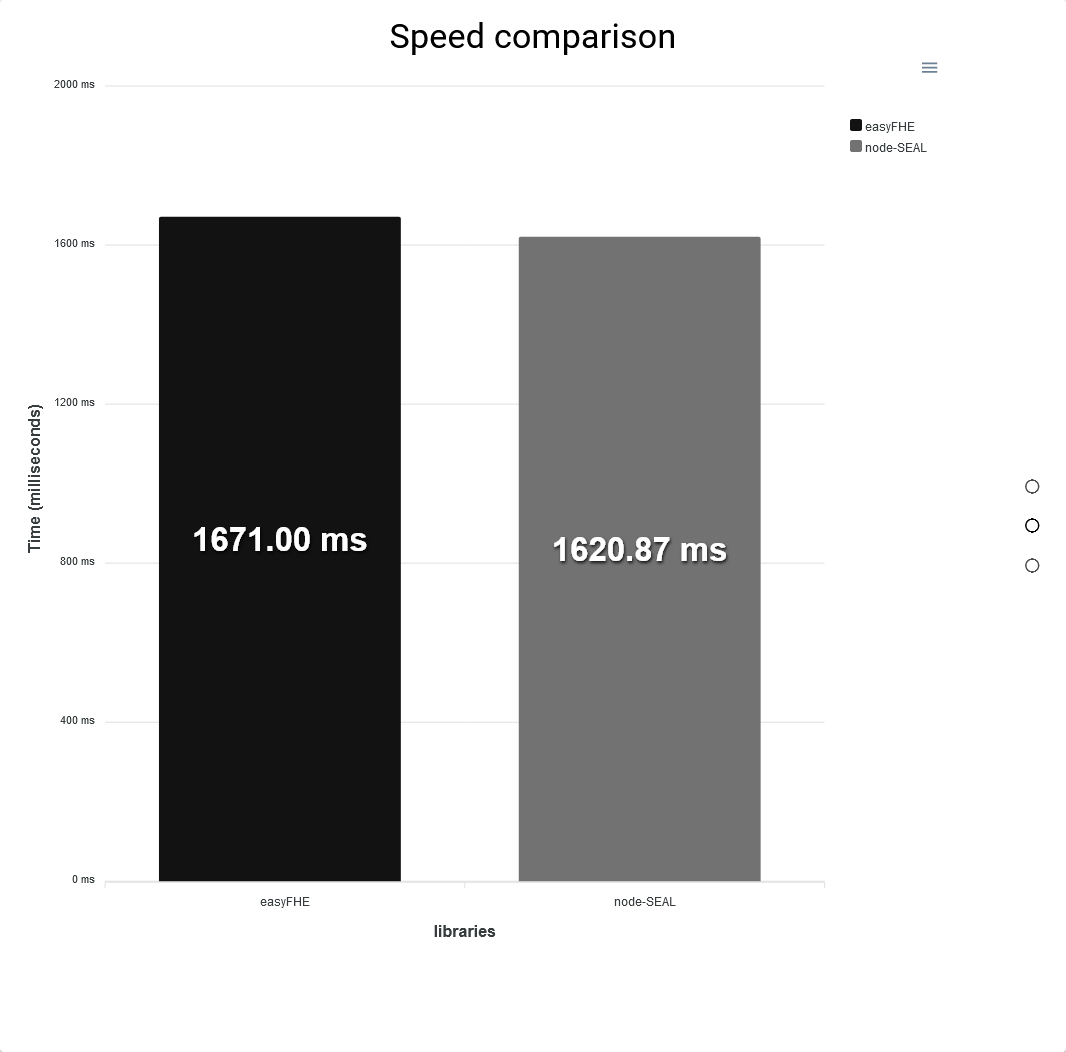 Speed comparison
2000 ms
1600 ms
1200 ms
800 ms
400 ms
0 ms
Time (milliseconds)
1671.00 ms
1620.87 ms
easyFHE
node-SEAL
libraries
easyFHE
node-SEAL